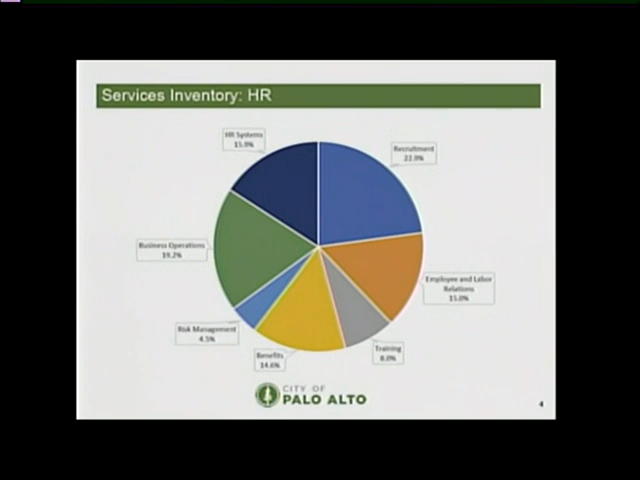 Services Inventory: HR
HR Systems
15.9%
Recruitment
22.9%
Business Operations
19.2%
Employee and Labor
Relations
15.0%
Risk Management
4.5%
Training
8.0%
Benefits
14.6%
CITY OF
PALO ALTO
4